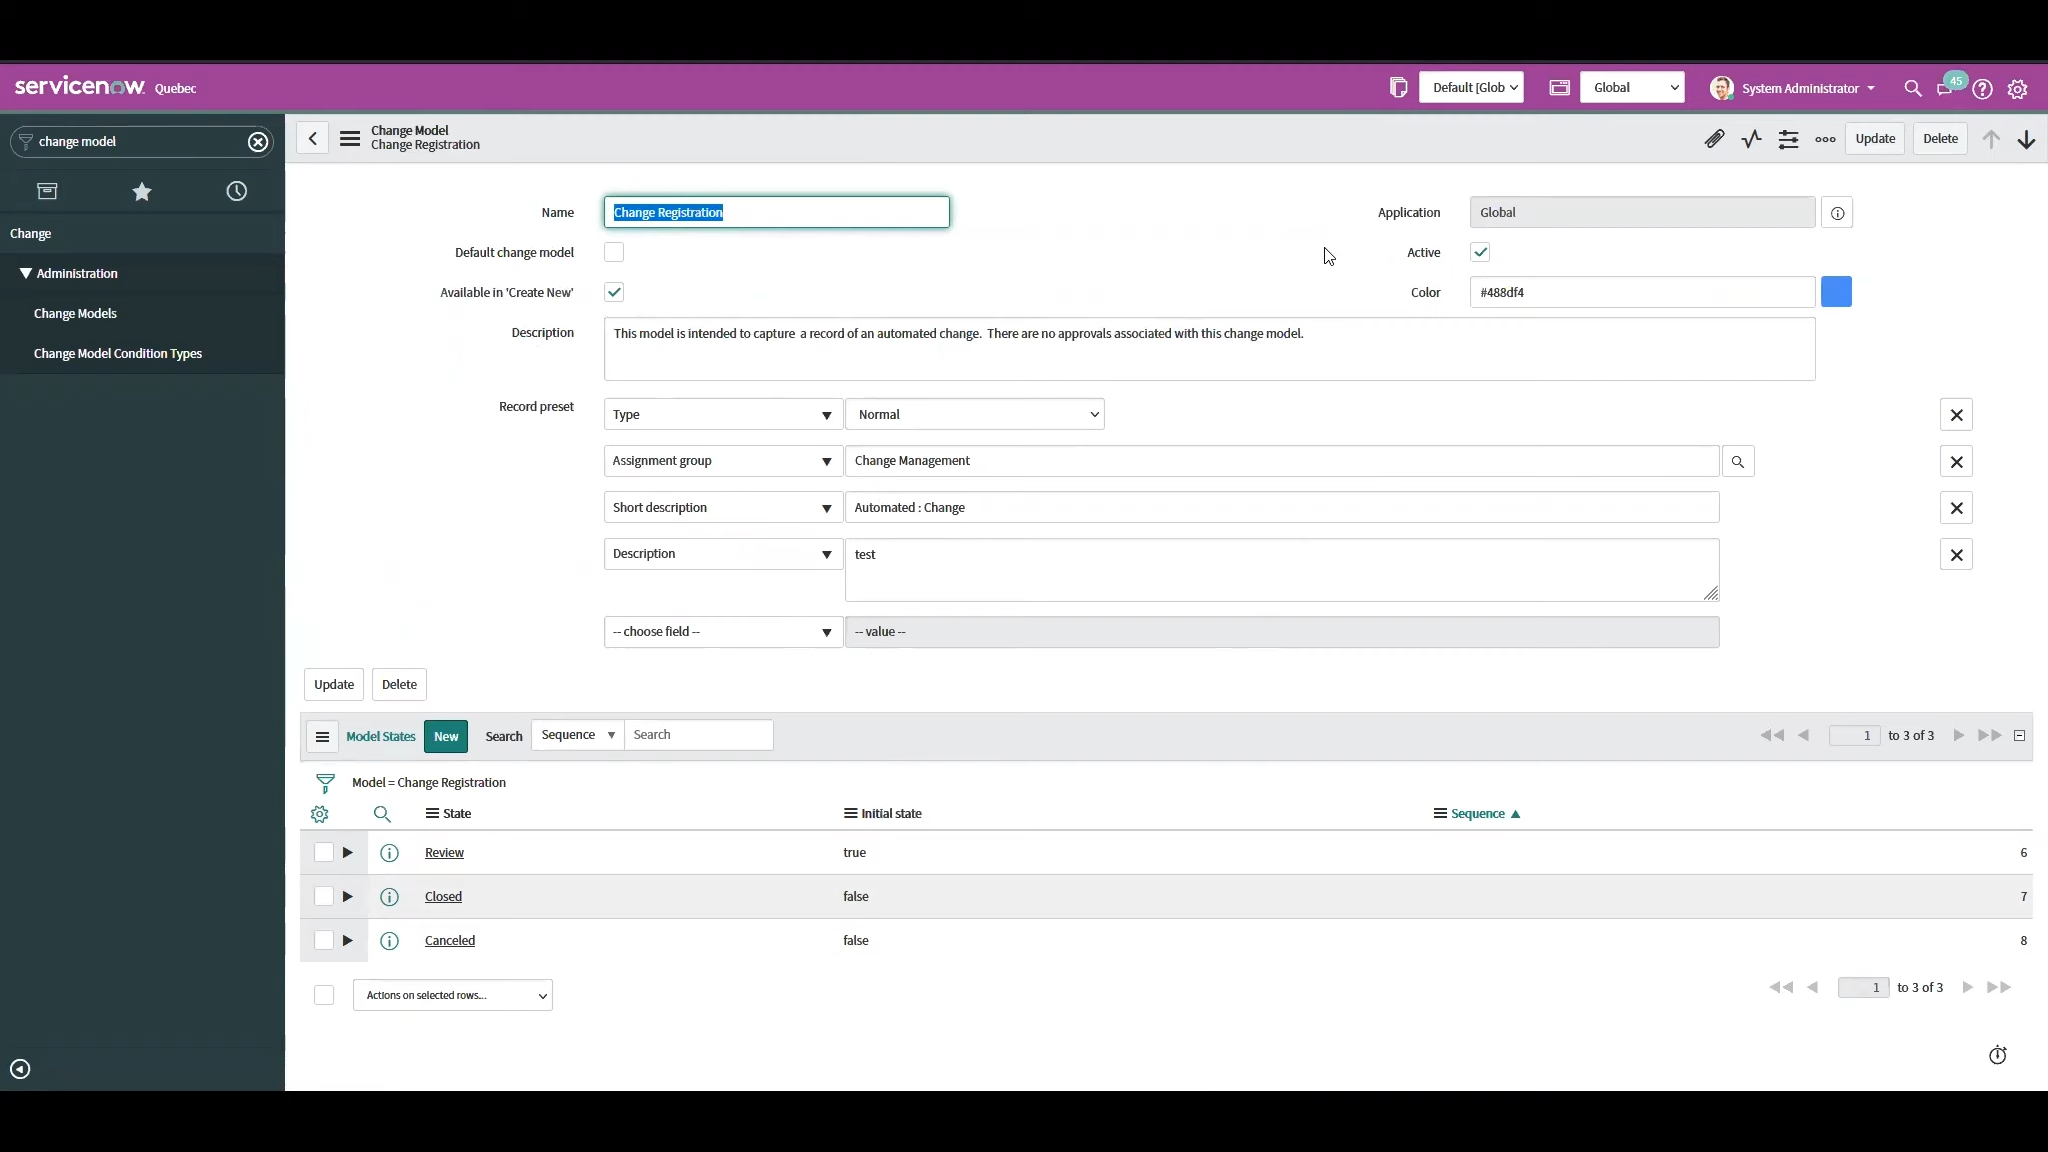 servicenow Quebec
Default [Glob
Global
System Administrator
45
change model
Change Model
Change Registration
Update
Delete
Change
Administration
Change Models
Change Model Condition Types
Name
Change Registration
Application
Global
Default change model
Active
Available in 'Create New'
Color
#488df4
Description
This model is intended to capture a record of an automated change. There are no approvals associated with this change model.
Record preset
Type
Normal
Assignment group
Change Management
Short description
Automated : Change
Description
test
-- choose field --
-- value --
Update
Delete
Model States
New
Search
Sequence
Search
1 to 3 of 3
Model = Change Registration
State
Initial state
Sequence
Review
true
6
Closed
false
7
Canceled
false
8
Actions on selected rows...
1 to 3 of 3